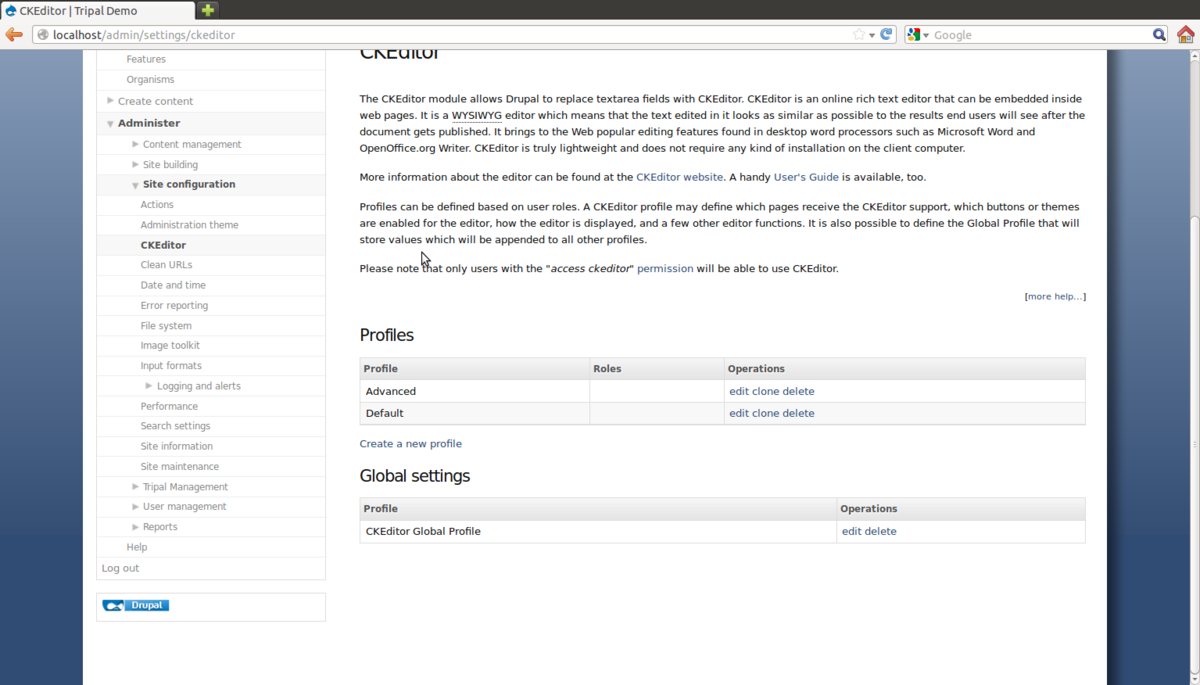 CKEditor | Tripal Demo
localhost/admin/settings/ckeditor
Google
Features
Organisms
Create content
Administer
Content management
Site building
Site configuration
Actions
Administration theme
CKEditor
Clean URLs
Date and time
Error reporting
File system
Image toolkit
Input formats
Logging and alerts
Performance
Search settings
Site information
Site maintenance
Tripal Management
User management
Reports
Help
Log out
Drupal
CKEditor
The CKEditor module allows Drupal to replace textarea fields with CKEditor. CKEditor is an online rich text editor that can be embedded inside
web pages. It is a WYSIWYG editor which means that the text edited in it looks as similar as possible to the results end users will see after the
document gets published. It brings to the Web popular editing features found in desktop word processors such as Microsoft Word and
OpenOffice.org Writer. CKEditor is truly lightweight and does not require any kind of installation on the client computer.
More information about the editor can be found at the CKEditor website. A handy User's Guide is available, too.
Profiles can be defined based on user roles. A CKEditor profile may define which pages receive the CKEditor support, which buttons or themes
are enabled for the editor, how the editor is displayed, and a few other editor functions. It is also possible to define the Global Profile that will
store values which will be appended to all other profiles.
Please note that only users with the "access ckeditor" permission will be able to use CKEditor.
[more help...]
Profiles
Profile Roles Operations
Advanced edit clone delete
Default edit clone delete
Create a new profile
Global settings
Profile Operations
CKEditor Global Profile edit delete